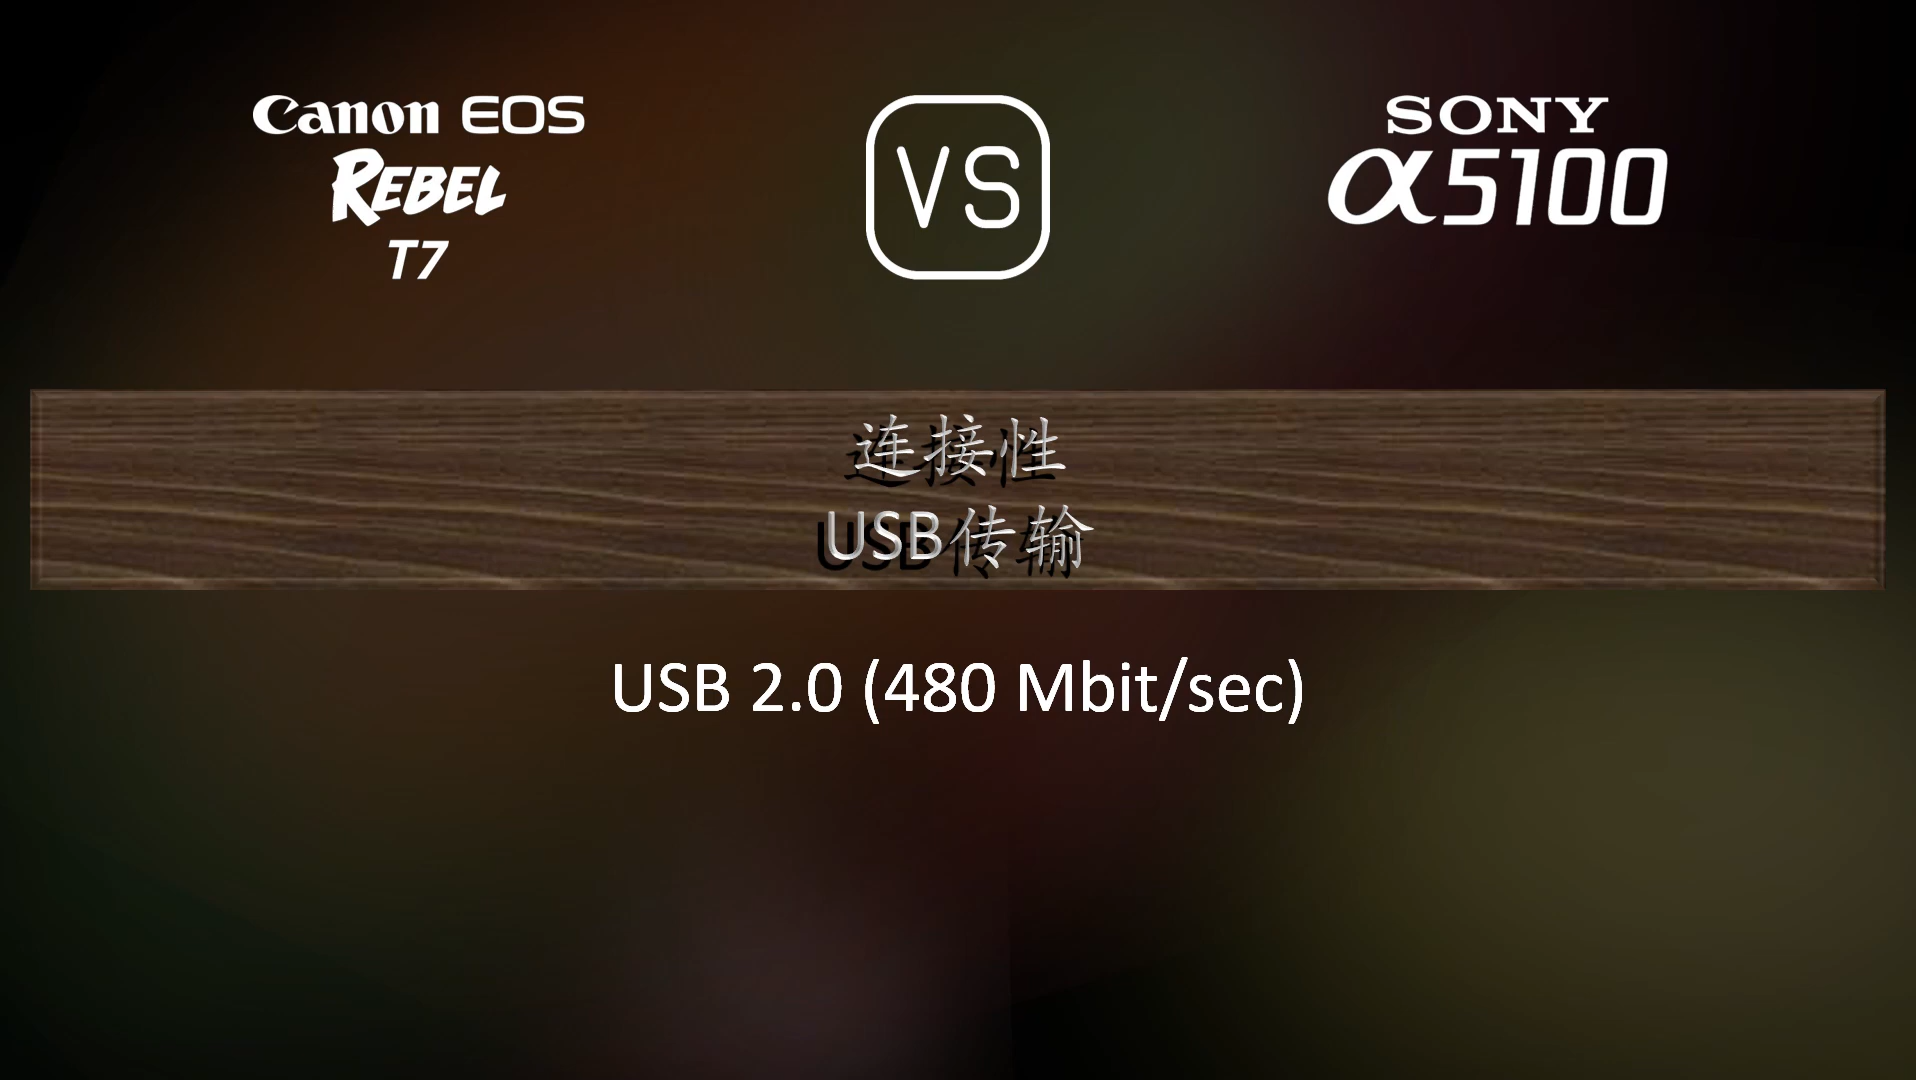 Canon EOS
REBEL
T7
VS
SONY
α5100
连接性
USB传输
USB 2.0 (480 Mbit/sec)